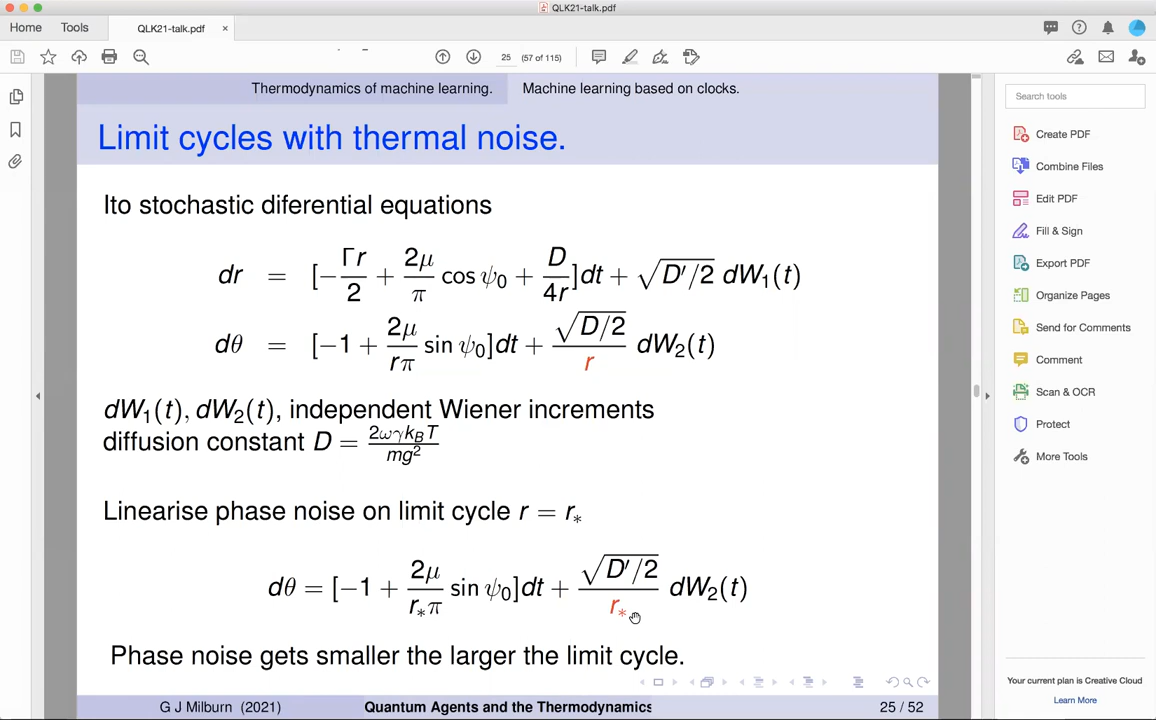 QLK21-talk.pdf
Home Tools QLK21-talk.pdf ×
25 (57 of 115)
Thermodynamics of machine learning. Machine learning based on clocks.
Limit cycles with thermal noise.
Ito stochastic diferential equations
dr = [−Γr/2 + 2μ/π cos ψ₀ + D/4r]dt + √D′/2 dW₁(t)
dθ = [−1 + 2μ/rπ sin ψ₀]dt + √D/2/r dW₂(t)
dW₁(t), dW₂(t), independent Wiener increments
diffusion constant D = 2ωγk_BT/mg²
Linearise phase noise on limit cycle r = r∗
dθ = [−1 + 2μ/r∗π sin ψ₀]dt + √D′/2/r∗ dW₂(t)
Phase noise gets smaller the larger the limit cycle.
G J Milburn (2021) Quantum Agents and the Thermodynamics 25 / 52
Search tools
Create PDF
Combine Files
Edit PDF
Fill & Sign
Export PDF
Organize Pages
Send for Comments
Comment
Scan & OCR
Protect
More Tools
Your current plan is Creative Cloud
Learn More